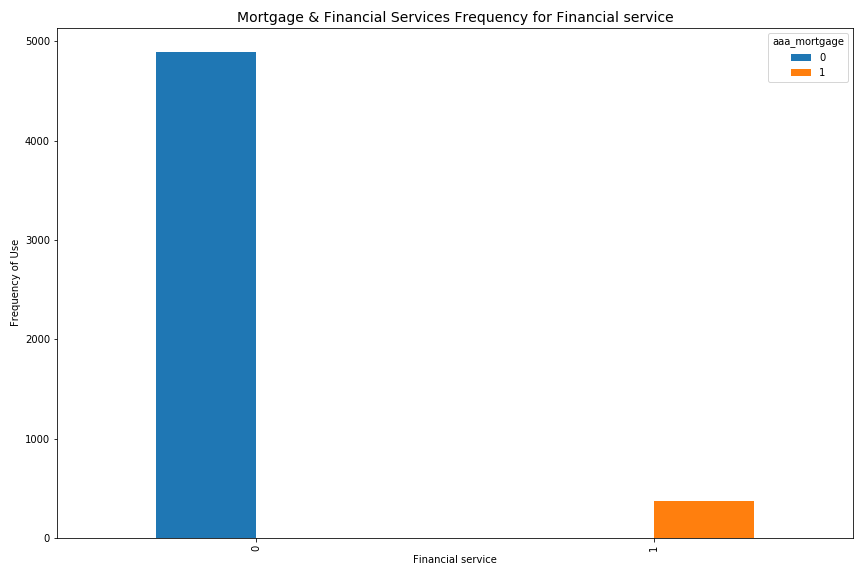 Mortgage & Financial Services Frequency for Financial service
aaa_mortgage
0
1
5000
4000
3000
2000
1000
0
Frequency of Use
0
1
Financial service